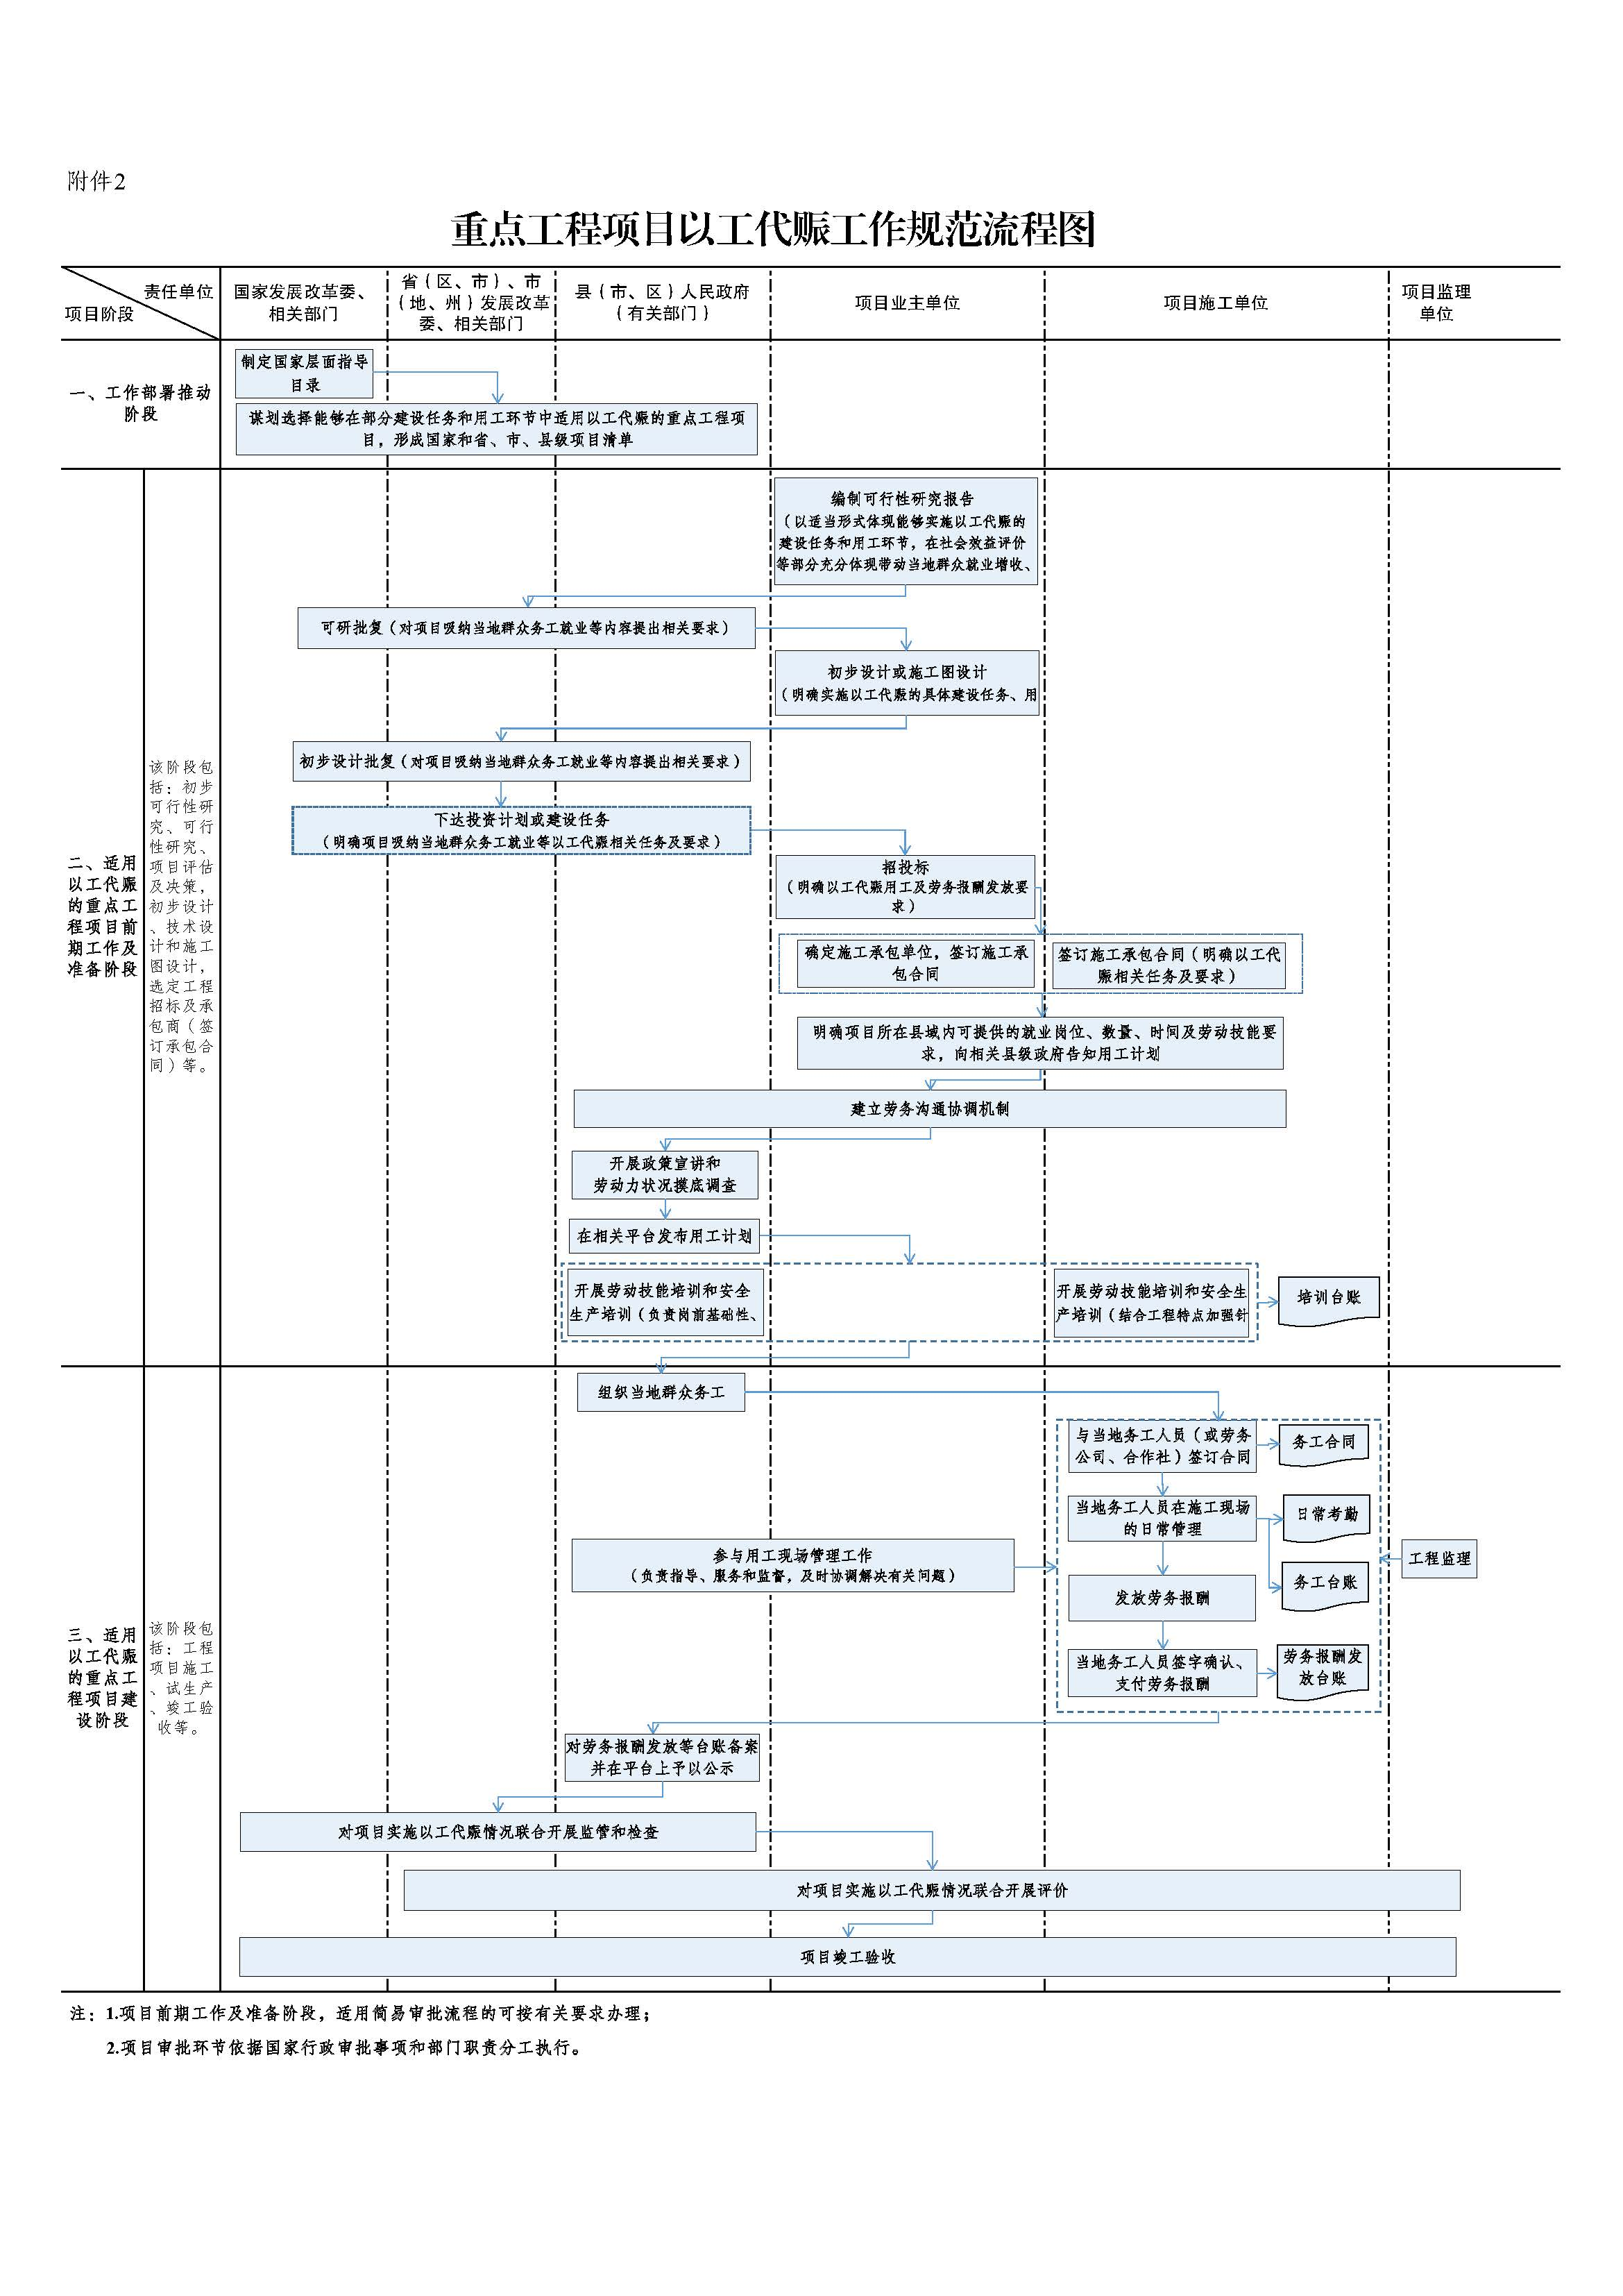 附件2
重点工程项目以工代赈工作规范流程图
责任单位
项目阶段
国家发展改革委、
相关部门
省（区、市）、市
（地、州）发展改革
委、相关部门
县（市、区）人民政府
（有关部门）
项目业主单位
项目施工单位
项目监理
单位
一、工作部署推动
阶段
制定国家层面指导
目录
谋划选择能够在部分建设任务和用工环节中适用以工代赈的重点工程项
目，形成国家和省、市、县级项目清单
二、适用
以工代赈
的重点工
程项目前
期工作及
准备阶段
该阶段包
括：初步
可行性研
究、可行
性研究、
项目评估
及决策，
初步设计
、技术设
计和施工
图设计，
选定工程
招标及承
包商（签
订承包合
同）等。
编制可行性研究报告
（以适当形式体现能够实施以工代赈的
建设任务和用工环节，在社会效益评价
等部分充分体现带动当地群众就业增收、
可研批复（对项目吸纳当地群众务工就业等内容提出相关要求）
初步设计或施工图设计
（明确实施以工代赈的具体建设任务、用
初步设计批复（对项目吸纳当地群众务工就业等内容提出相关要求）
下达投资计划或建设任务
（明确项目吸纳当地群众务工就业等以工代赈相关任务及要求）
招投标
（明确以工代赈用工及劳务报酬发放要
求）
确定施工承包单位，签订施工承
包合同
签订施工承包合同（明确以工代
赈相关任务及要求）
明确项目所在县域内可提供的就业岗位、数量、时间及劳动技能要
求，向相关县级政府告知用工计划
建立劳务沟通协调机制
开展政策宣讲和
劳动力状况摸底调查
在相关平台发布用工计划
开展劳动技能培训和安全
生产培训（负责岗前基础性、
开展劳动技能培训和安全生
产培训（结合工程特点加强针
培训台账
三、适用
以工代赈
的重点工
程项目建
设阶段
该阶段包
括：工程
项目施工
、试生产
、竣工验
收等。
组织当地群众务工
与当地务工人员（或劳务
公司、合作社）签订合同
务工合同
当地务工人员在施工现场
的日常管理
日常考勤
参与用工现场管理工作
（负责指导、服务和监督，及时协调解决有关问题）
工程监理
务工台账
发放劳务报酬
当地务工人员签字确认、
支付劳务报酬
劳务报酬发
放台账
对劳务报酬发放等台账备案
并在平台上予以公示
对项目实施以工代赈情况联合开展监管和检查
对项目实施以工代赈情况联合开展评价
项目竣工验收
注：1.项目前期工作及准备阶段，适用简易审批流程的可按有关要求办理；
2.项目审批环节依据国家行政审批事项和部门职责分工执行。